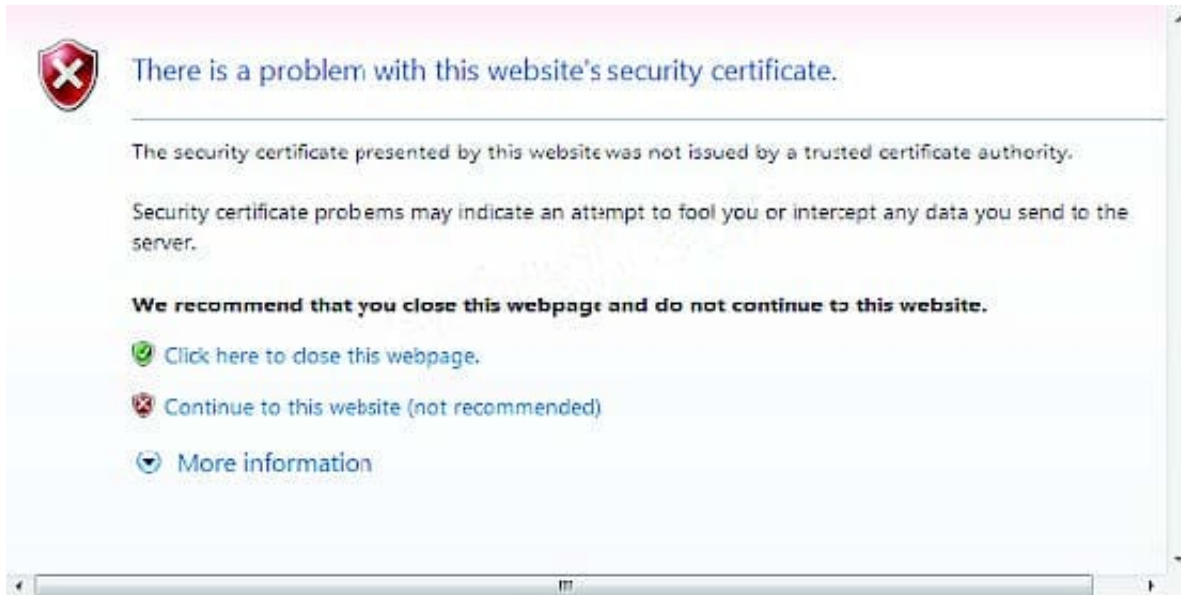 There is a problem with this website's security certificate.
The security certificate presented by this website was not issued by a trusted certificate authority.
Security certificate problems may indicate an attempt to fool you or intercept any data you send to the
server.
We recommend that you close this webpage and do not continue to this website.
Click here to close this webpage.
Continue to this website (not recommended)
More information